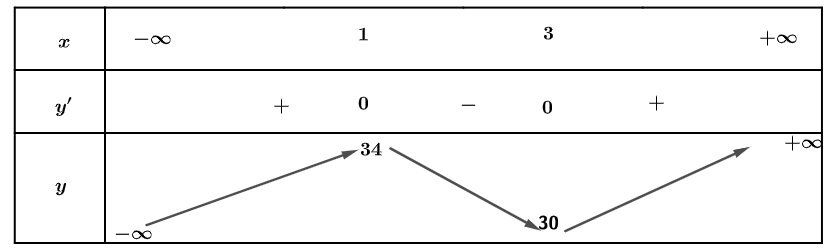 x −∞ 1 3 +∞
y′ + 0 − 0 +
y −∞ 34 30 +∞